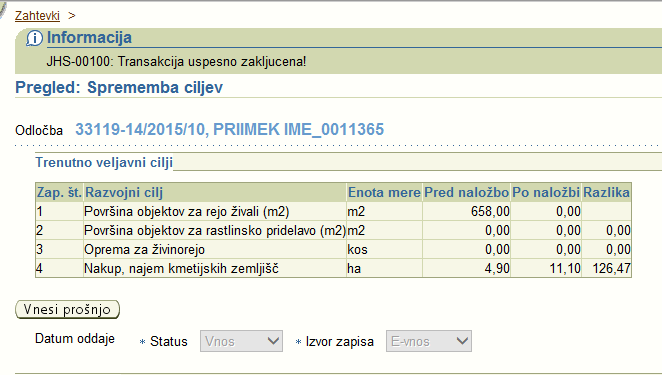 Zahtevki >
Informacija
JHS-00100: Transakcija uspesno zakljucena!
Pregled: Sprememba ciljev
Odločba 33119-14/2015/10, PRIIMEK IME_0011365
Trenutno veljavni cilji
Zap. št. Razvojni cilj Enota mere Pred naložbo Po naložbi Razlika
1 Površina objektov za rejo živali (m2) m2 658,00 0,00
2 Površina objektov za rastlinsko pridelavo (m2) m2 0,00 0,00 0,00
3 Oprema za živinorejo kos 0,00 0,00 0,00
4 Nakup, najem kmetijskih zemljišč ha 4,90 11,10 126,47
Vnesi prošnjo
Datum oddaje * Status Vnos * Izvor zapisa E-vnos